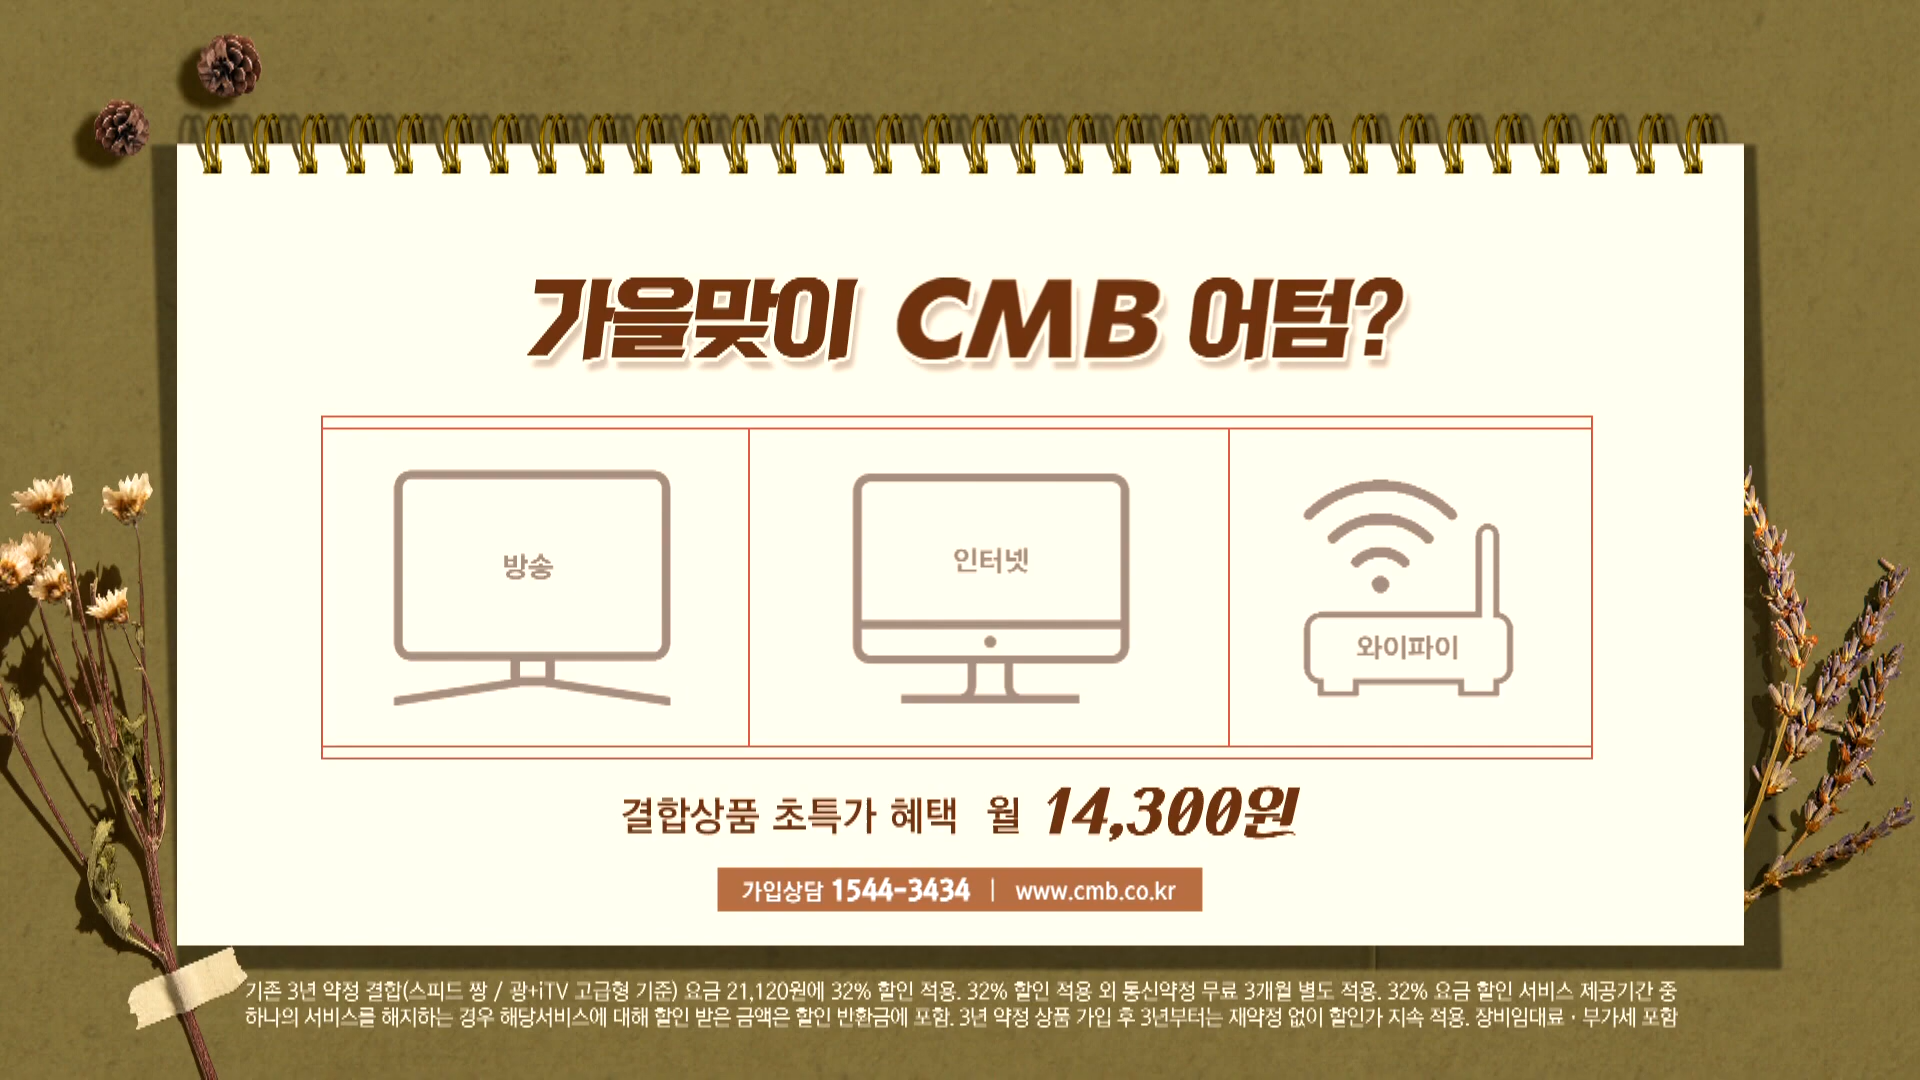 가을맞이 CMB 어텀?
방송
인터넷
와이파이
결합상품 초특가 혜택 월 14,300원
가입상담 1544-3434 | www.cmb.co.kr
기존 3년 약정 결합(스피드 짱 / 광+iTV 고급형 기준) 요금 21,120원에 32% 할인 적용. 32% 할인 적용 외 통신약정 무료 3개월 별도 적용. 32% 요금 할인 서비스 제공기간 중
하나의 서비스를 해지하는 경우 해당서비스에 대해 할인 받은 금액은 할인 반환금에 포함. 3년 약정 상품 가입 후 3년부터는 재약정 없이 할인가 지속 적용. 장비임대료 · 부가세 포함